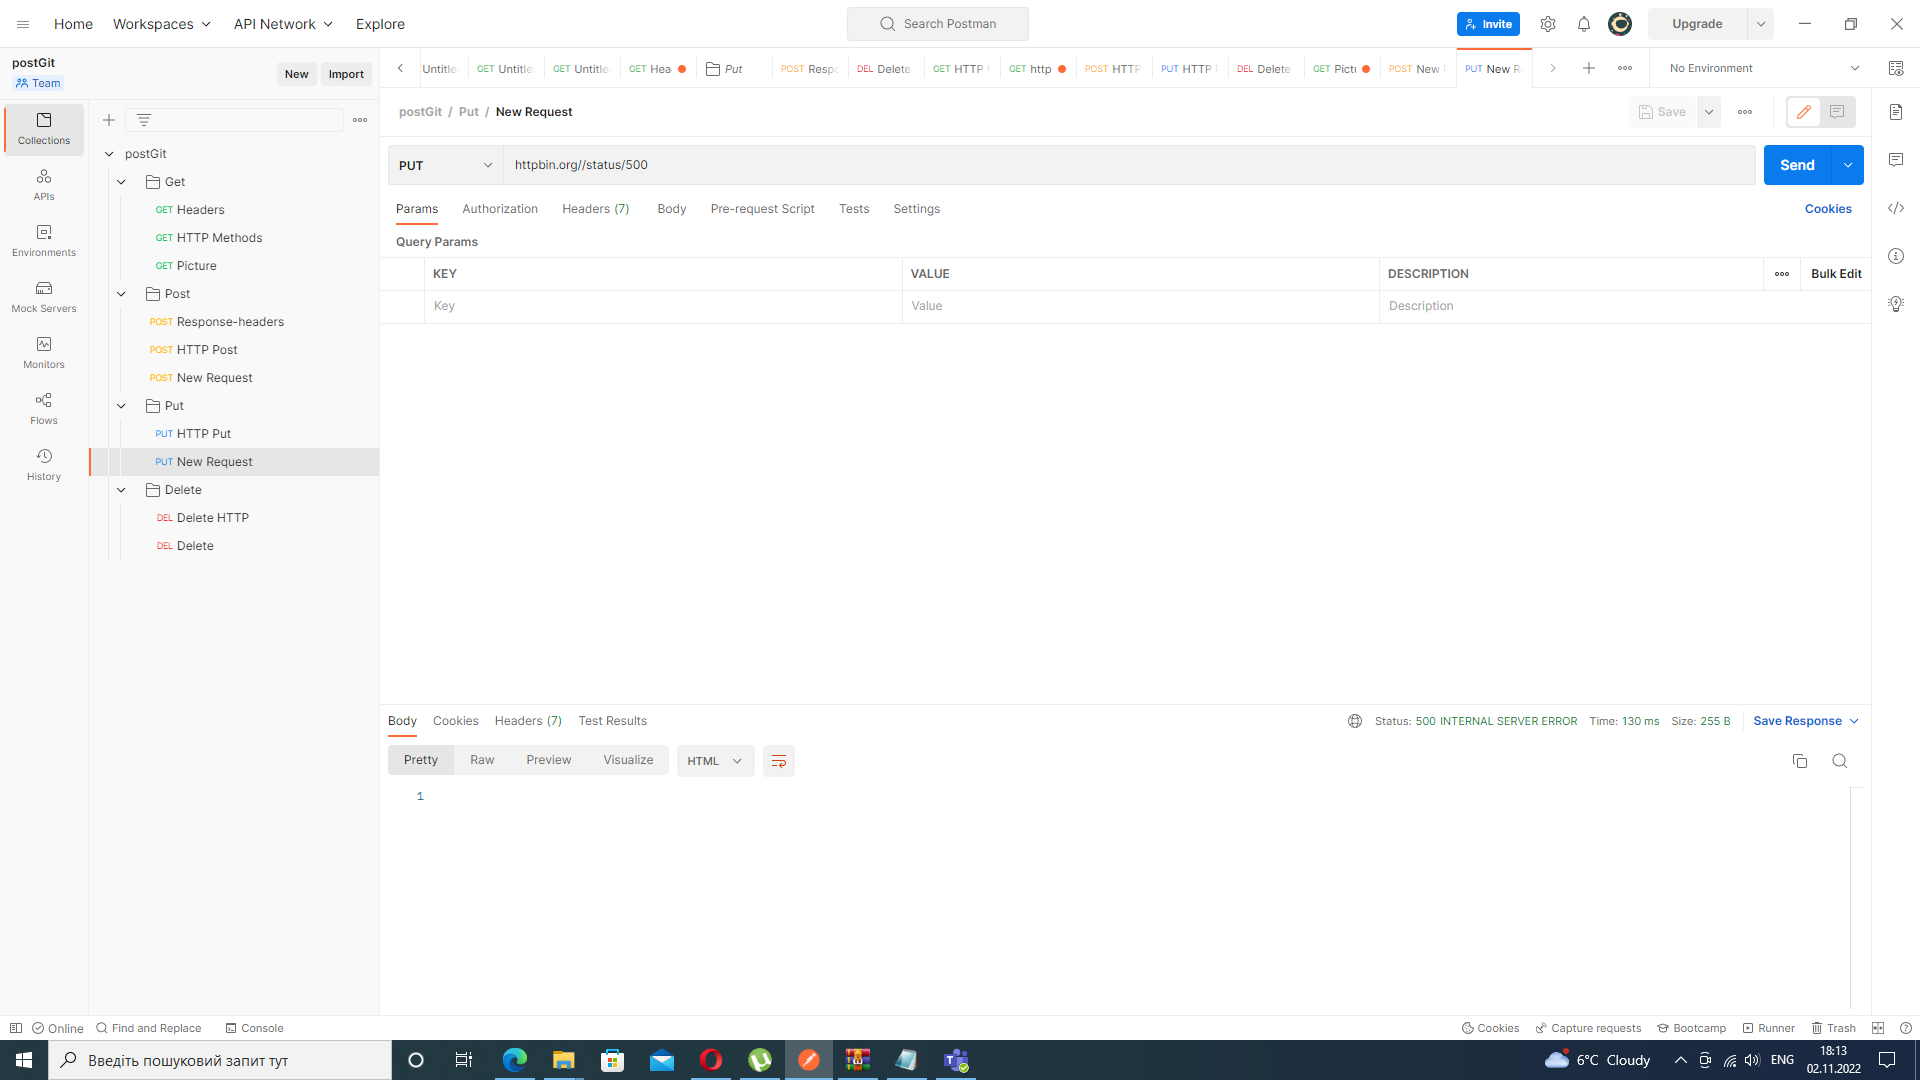 Home Workspaces API Network Explore Search Postman Invite Upgrade
postGit
Team
New Import
Untitle GET Untitle GET Untitle GET Hea Put POST Resp DEL Delete GET HTTP GET http POST HTTP PUT HTTP DEL Delete GET Pict POST New PUT New R No Environment
postGit / Put / New Request Save
Collections
APIs
Environments
Mock Servers
Monitors
Flows
History
postGit
Get
GET Headers
GET HTTP Methods
GET Picture
Post
POST Response-headers
POST HTTP Post
POST New Request
Put
PUT HTTP Put
PUT New Request
Delete
DEL Delete HTTP
DEL Delete
PUT httpbin.org//status/500 Send
Params Authorization Headers (7) Body Pre-request Script Tests Settings Cookies
Query Params
KEY VALUE DESCRIPTION Bulk Edit
Key Value Description
Body Cookies Headers (7) Test Results Status: 500 INTERNAL SERVER ERROR Time: 130 ms Size: 255 B Save Response
Pretty Raw Preview Visualize HTML
1
Online Find and Replace Console Cookies Capture requests Bootcamp Runner Trash
Введіть пошуковий запит тут 6°C Cloudy ENG 18:13
02.11.2022